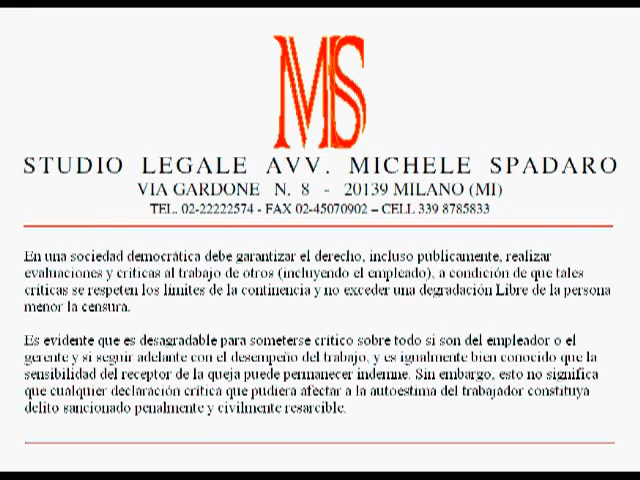 MS
STUDIO LEGALE AVV. MICHELE SPADARO
VIA GARDONE N. 8 - 20139 MILANO (MI)
TEL. 02-22222574 - FAX 02-45070902 – CELL 339 8785833
En una sociedad democrática debe garantizar el derecho, incluso públicamente, realizar
evaluaciones y críticas al trabajo de otros (incluyendo el empleado), a condición de que tales
críticas se respeten los límites de la continencia y no exceder una degradación Libre de la persona
menor la censura.
Es evidente que es desagradable para someterse crítico sobre todo si son del empleador o el
gerente y si seguir adelante con el desempeño del trabajo, y es igualmente bien conocido que la
sensibilidad del receptor de la queja puede permanecer indemne. Sin embargo, esto no significa
que cualquier declaración crítica que pudiera afectar a la autoestima del trabajador constituya
delito sancionado penalmente y civilmente resarcible.